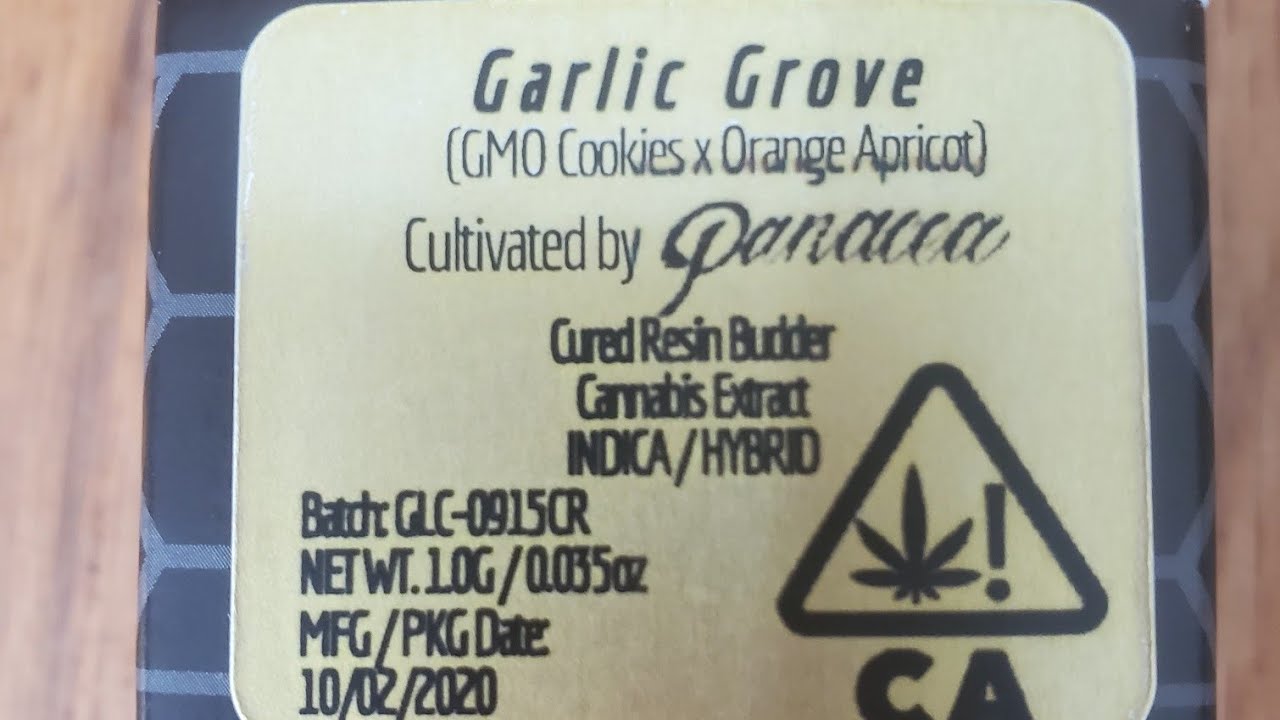 Garlic Grove
(GMO Cookies x Orange Apricot)
Cultivated by Panacea
Cured Resin Budder
Cannabis Extract
INDICA / HYBRID
Batch: GLC-0915CR
NET WT. 1.0G / 0.035oz
MFG / PKG Date:
10/02/2020
!
CA